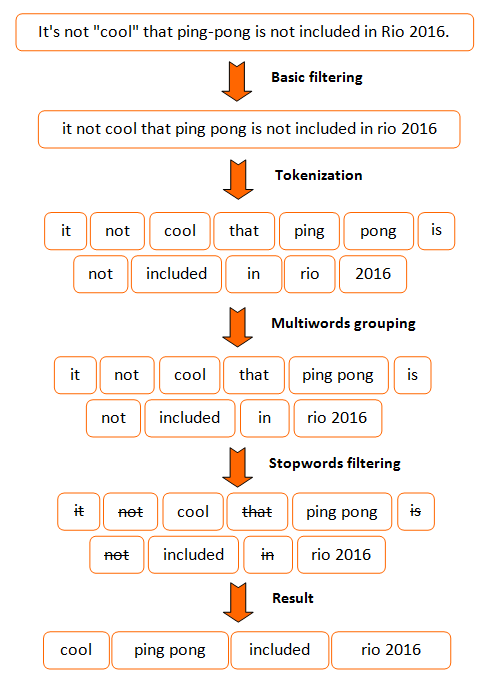 It's not "cool" that ping-pong is not included in Rio 2016.
Basic filtering
it not cool that ping pong is not included in rio 2016
Tokenization
it not cool that ping pong is
not included in rio 2016
Multiwords grouping
it not cool that ping pong is
not included in rio 2016
Stopwords filtering
it not cool that ping pong is
not included in rio 2016
Result
cool ping pong included rio 2016